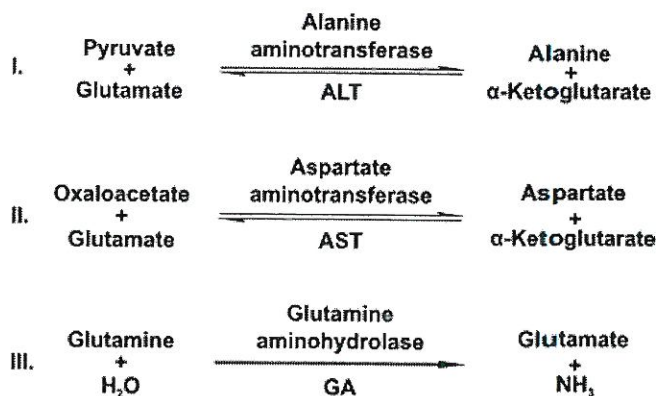 I.
Pyruvate
+
Glutamate
Alanine
aminotransferase
ALT
Alanine
+
α-Ketoglutarate
II.
Oxaloacetate
+
Glutamate
Aspartate
aminotransferase
AST
Aspartate
+
α-Ketoglutarate
III.
Glutamine
+
H₂O
Glutamine
aminohydrolase
GA
Glutamate
+
NH₃